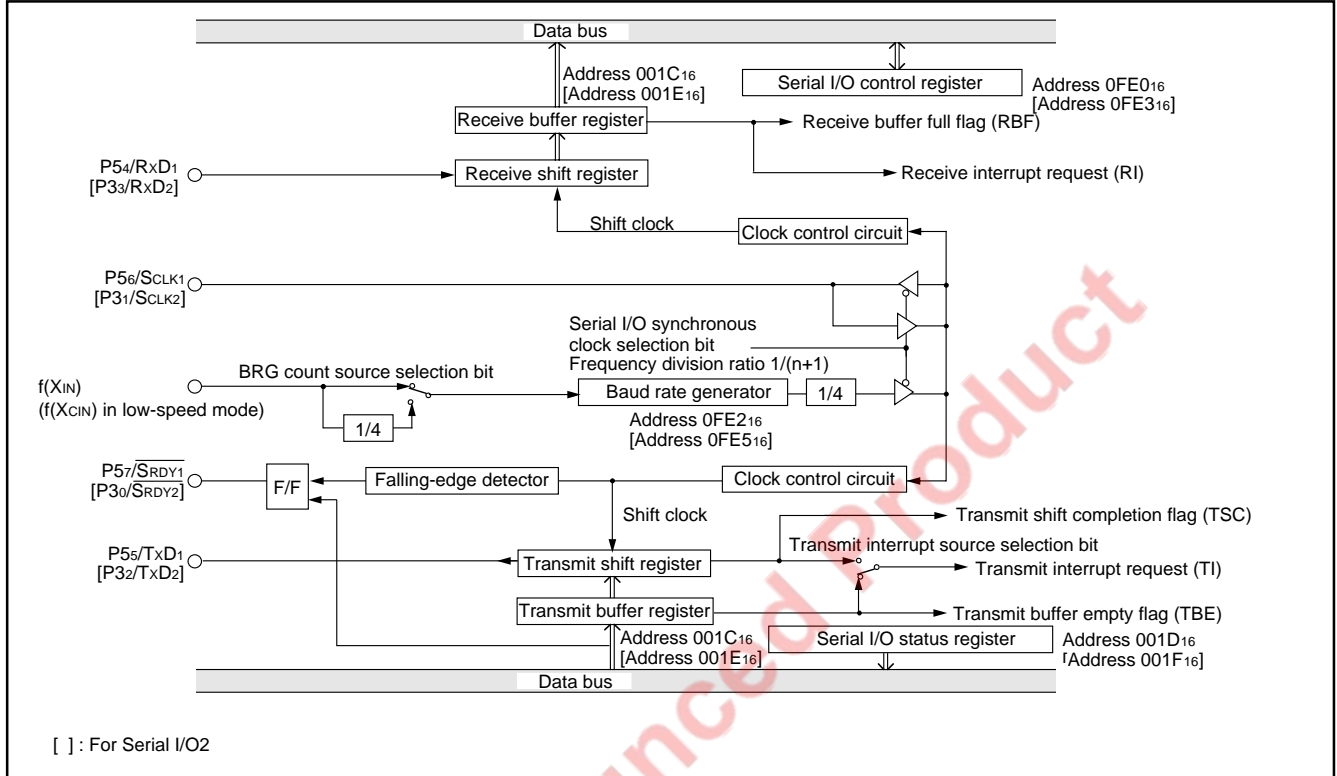 Data bus
Address 001C16
[Address 001E16]
Serial I/O control register
Address 0FE016
[Address 0FE316]
Receive buffer register
Receive buffer full flag (RBF)
P54/RXD1
[P33/RXD2]
Receive shift register
Receive interrupt request (RI)
Shift clock
Clock control circuit
P56/SCLK1
[P31/SCLK2]
Serial I/O synchronous
clock selection bit
Frequency division ratio 1/(n+1)
BRG count source selection bit
f(XIN)
(f(XCIN) in low-speed mode)
Baud rate generator
1/4
1/4
Address 0FE216
[Address 0FE516]
P57/SRDY1
[P30/SRDY2]
F/F
Falling-edge detector
Clock control circuit
Shift clock
Transmit shift completion flag (TSC)
P55/TXD1
[P32/TXD2]
Transmit shift register
Transmit interrupt source selection bit
Transmit interrupt request (TI)
Transmit buffer register
Transmit buffer empty flag (TBE)
Address 001C16
[Address 001E16]
Serial I/O status register
Address 001D16
[Address 001F16]
Data bus
[ ] : For Serial I/O2
nced Product